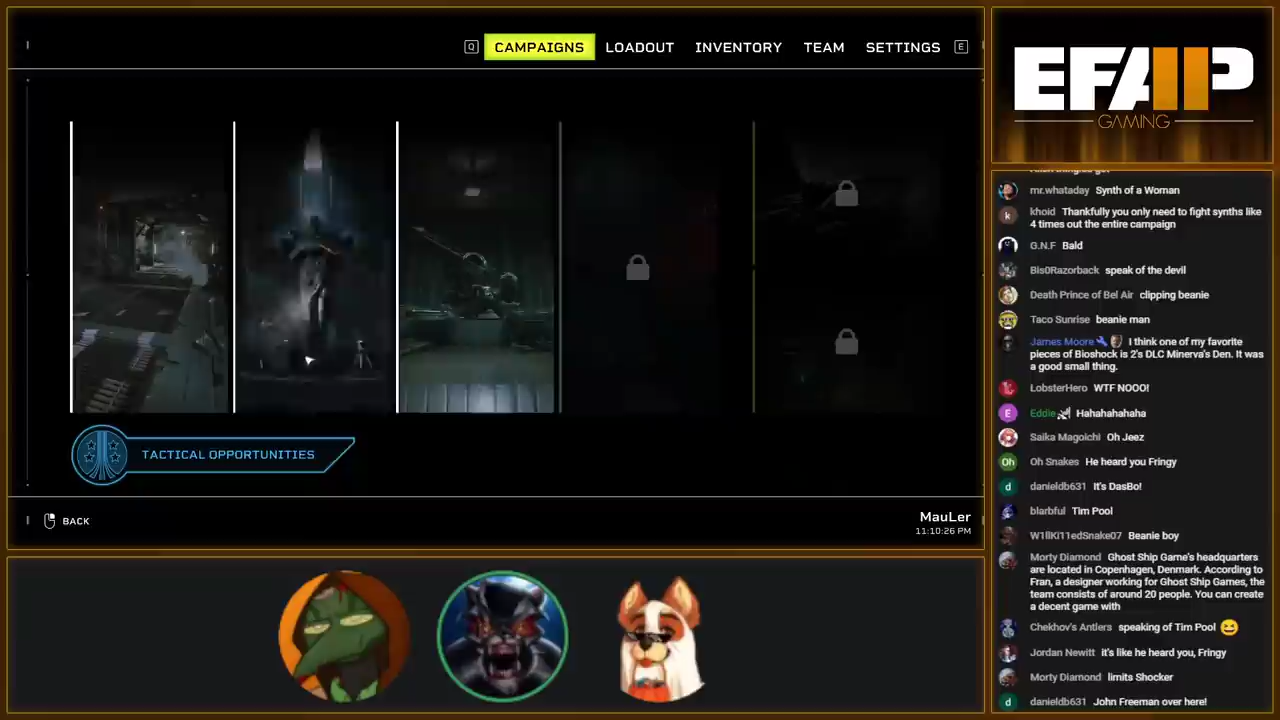 Q CAMPAIGNS LOADOUT INVENTORY TEAM SETTINGS E
TACTICAL OPPORTUNITIES
BACK
MauLer
11:10:26 PM
EFAP
GAMING
mr.whataday Synth of a Woman
khoid Thankfully you only need to fight synths like
4 times out the entire campaign
G.N.F Bald
Bis0Razorback speak of the devil
Death Prince of Bel Air clipping beanie
Taco Sunrise beanie man
James Moore I think one of my favorite
pieces of Bioshock is 2's DLC Minerva's Den. It was
a good small thing.
LobsterHero WTF NOOO!
E Eddie Hahahahahaha
Saika Magoichi Oh Jeez
Oh Oh Snakes He heard you Fringy
d danieldb631 It's DasBo!
blarbful Tim Pool
W1llKi11edSnake07 Beanie boy
Morty Diamond Ghost Ship Game's headquarters
are located in Copenhagen, Denmark. According to
Fran, a designer working for Ghost Ship Games, the
team consists of around 20 people. You can create
a decent game with
Chekhov's Antlers speaking of Tim Pool
Jordan Newitt it's like he heard you, Fringy
Morty Diamond limits Shocker
d danieldb631 John Freeman over here!